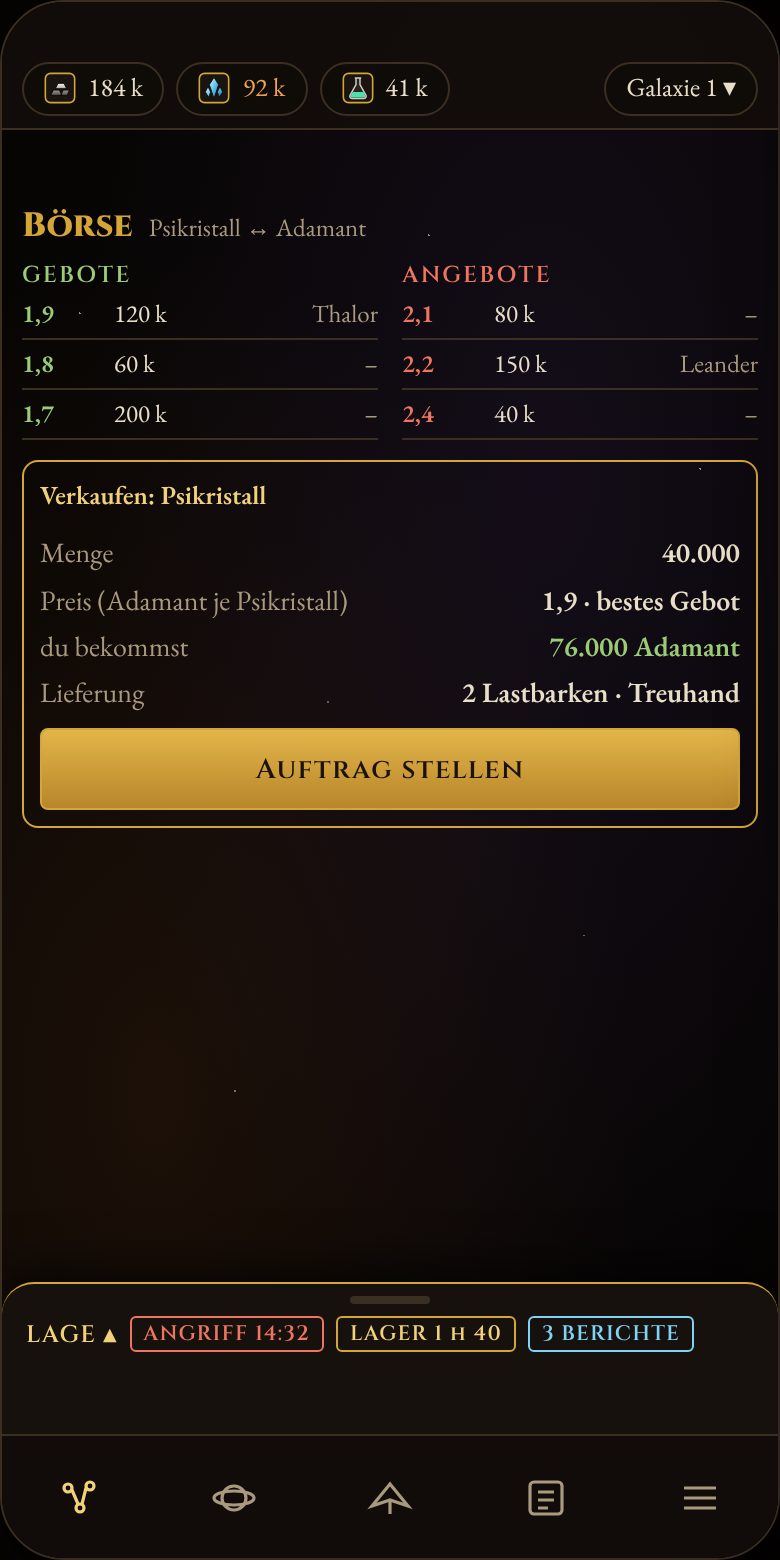 184 k 92 k 41 k Galaxie 1 ▼
BÖRSE Psikristall ↔ Adamant
GEBOTE
1,9 120 k Thalor
1,8 60 k –
1,7 200 k –
ANGEBOTE
2,1 80 k –
2,2 150 k Leander
2,4 40 k –
Verkaufen: Psikristall
Menge 40.000
Preis (Adamant je Psikristall) 1,9 · bestes Gebot
du bekommst 76.000 Adamant
Lieferung 2 Lastbarken · Treuhand
AUFTRAG STELLEN
LAGE ▲ ANGRIFF 14:32 LAGER 1 H 40 3 BERICHTE